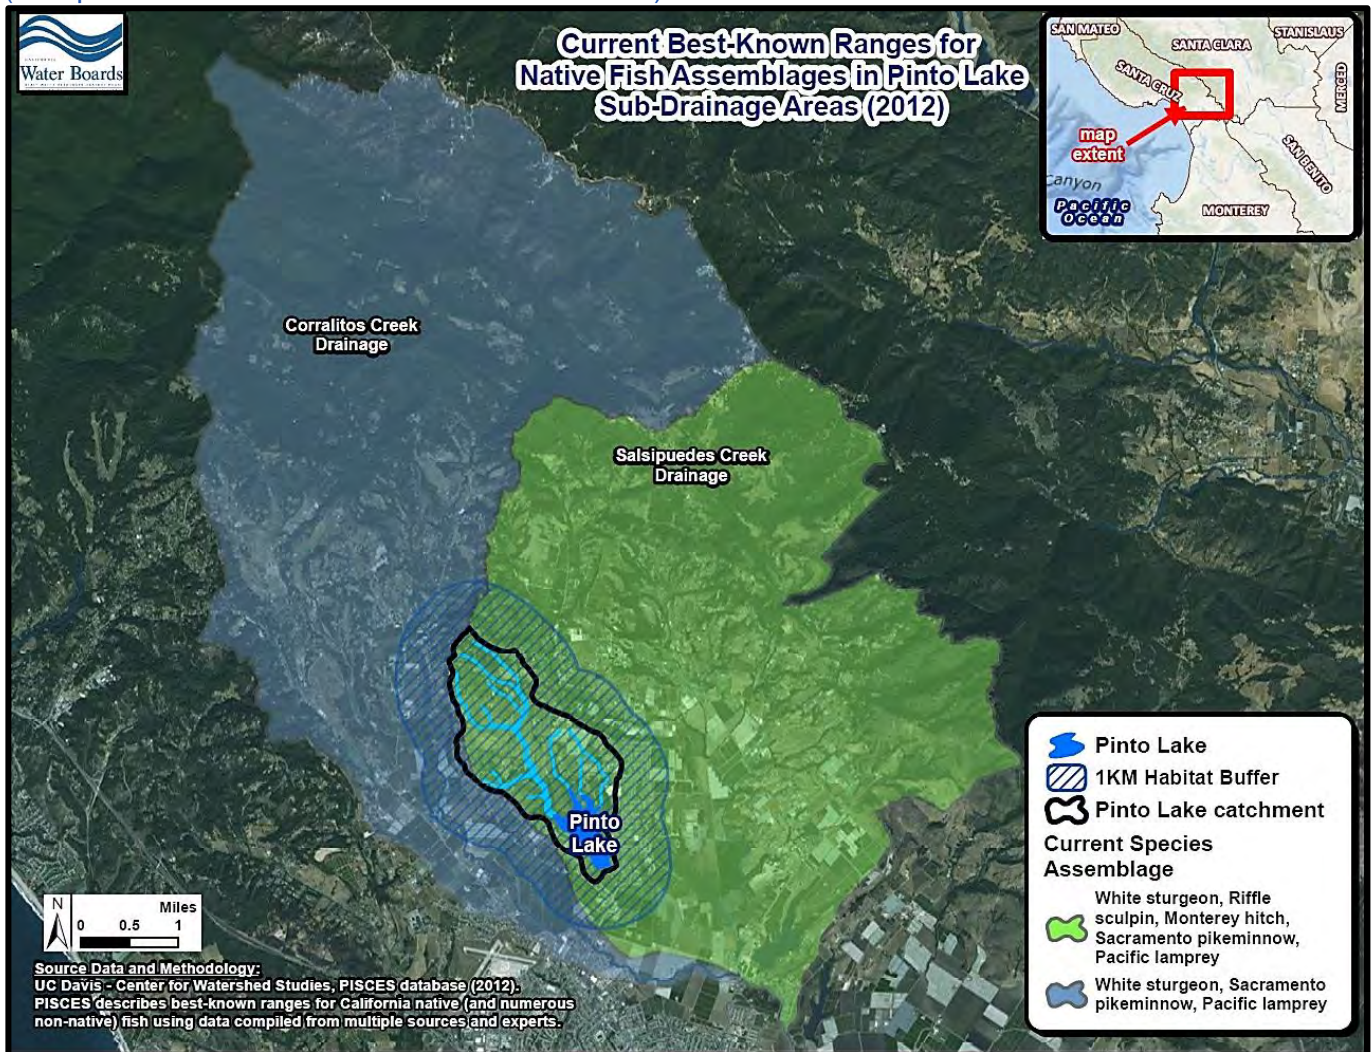 Water Boards
Current Best-Known Ranges for
Native Fish Assemblages in Pinto Lake
Sub-Drainage Areas (2012)
SAN MATEO
SANTA CLARA
STANISLAUS
SANTA CRUZ
MERCED
map
extent
SAN BENITO
Canyon
Pacific
Ocean
MONTEREY
Corralitos Creek
Drainage
Salsipuedes Creek
Drainage
Pinto
Lake
Pinto Lake
1KM Habitat Buffer
Pinto Lake catchment
Current Species
Assemblage
White sturgeon, Riffle
sculpin, Monterey hitch,
Sacramento pikeminnow,
Pacific lamprey
White sturgeon, Sacramento
pikeminnow, Pacific lamprey
N
Miles
0 0.5 1
Source Data and Methodology:
UC Davis - Center for Watershed Studies, PISCES database (2012).
PISCES describes best-known ranges for California native (and numerous
non-native) fish using data compiled from multiple sources and experts.